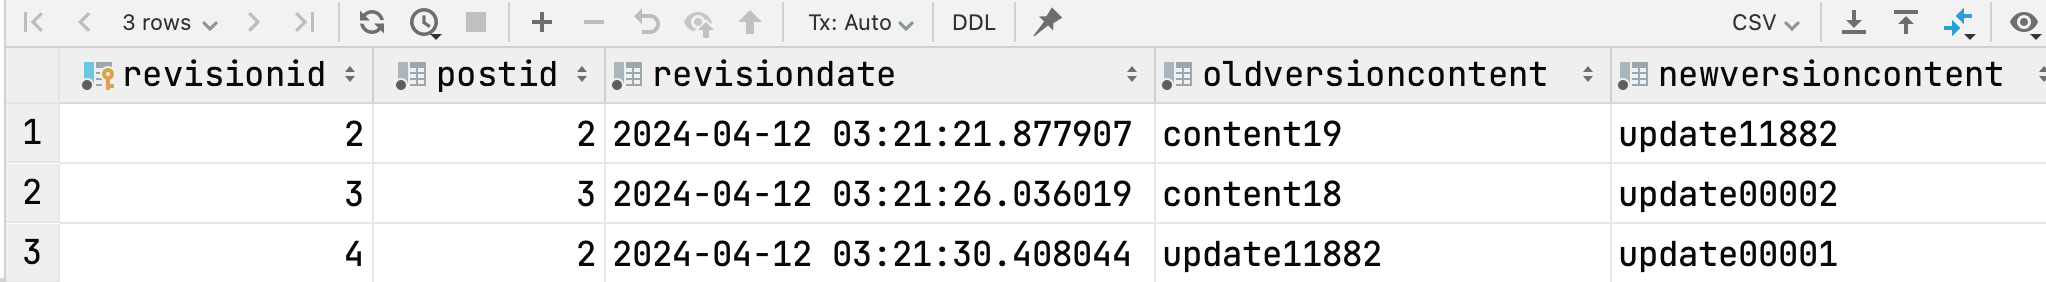 3 rows Tx: Auto DDL CSV
revisionid postid revisiondate oldversioncontent newversioncontent
1 2 2 2024-04-12 03:21:21.877907 content19 update11882
2 3 3 2024-04-12 03:21:26.036019 content18 update00002
3 4 2 2024-04-12 03:21:30.408044 update11882 update00001